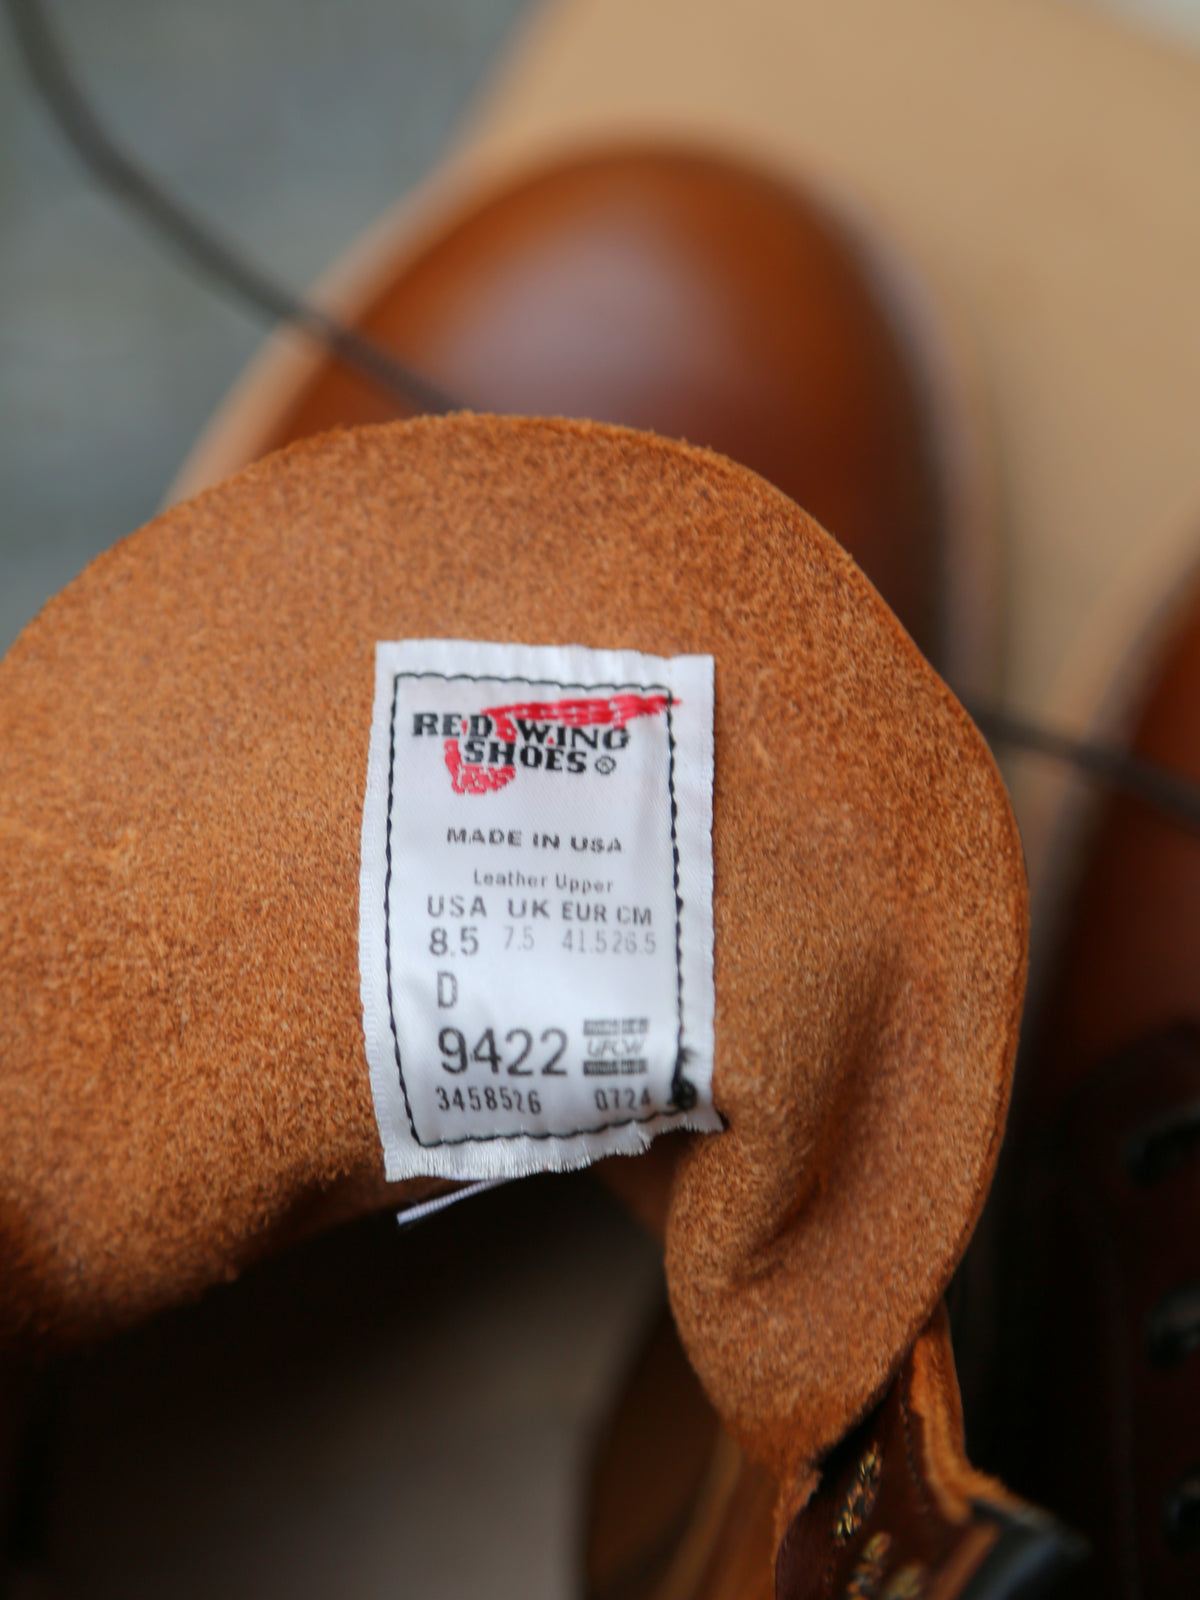 RED WING
SHOES ®
MADE IN USA
Leather Upper
USA UK EUR CM
8.5 7.5 41.5 26.5
D
9422
UFCW
3458526 0724